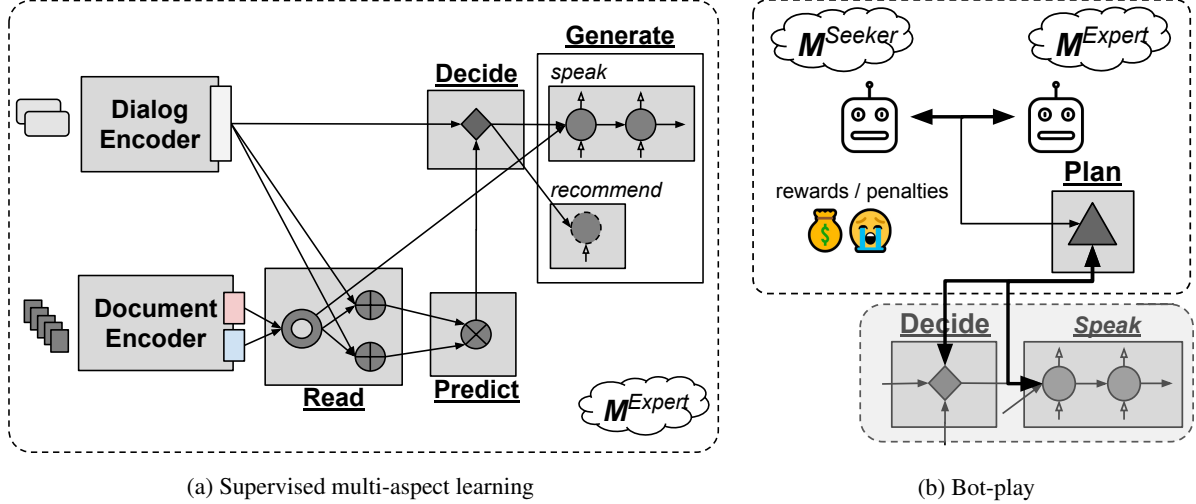 Generate
speak
Decide
Dialog
Encoder
recommend
Document
Encoder
Read
Predict
M Expert
(a) Supervised multi-aspect learning
M Seeker
M Expert
Plan
rewards / penalties
$
Decide
Speak
(b) Bot-play